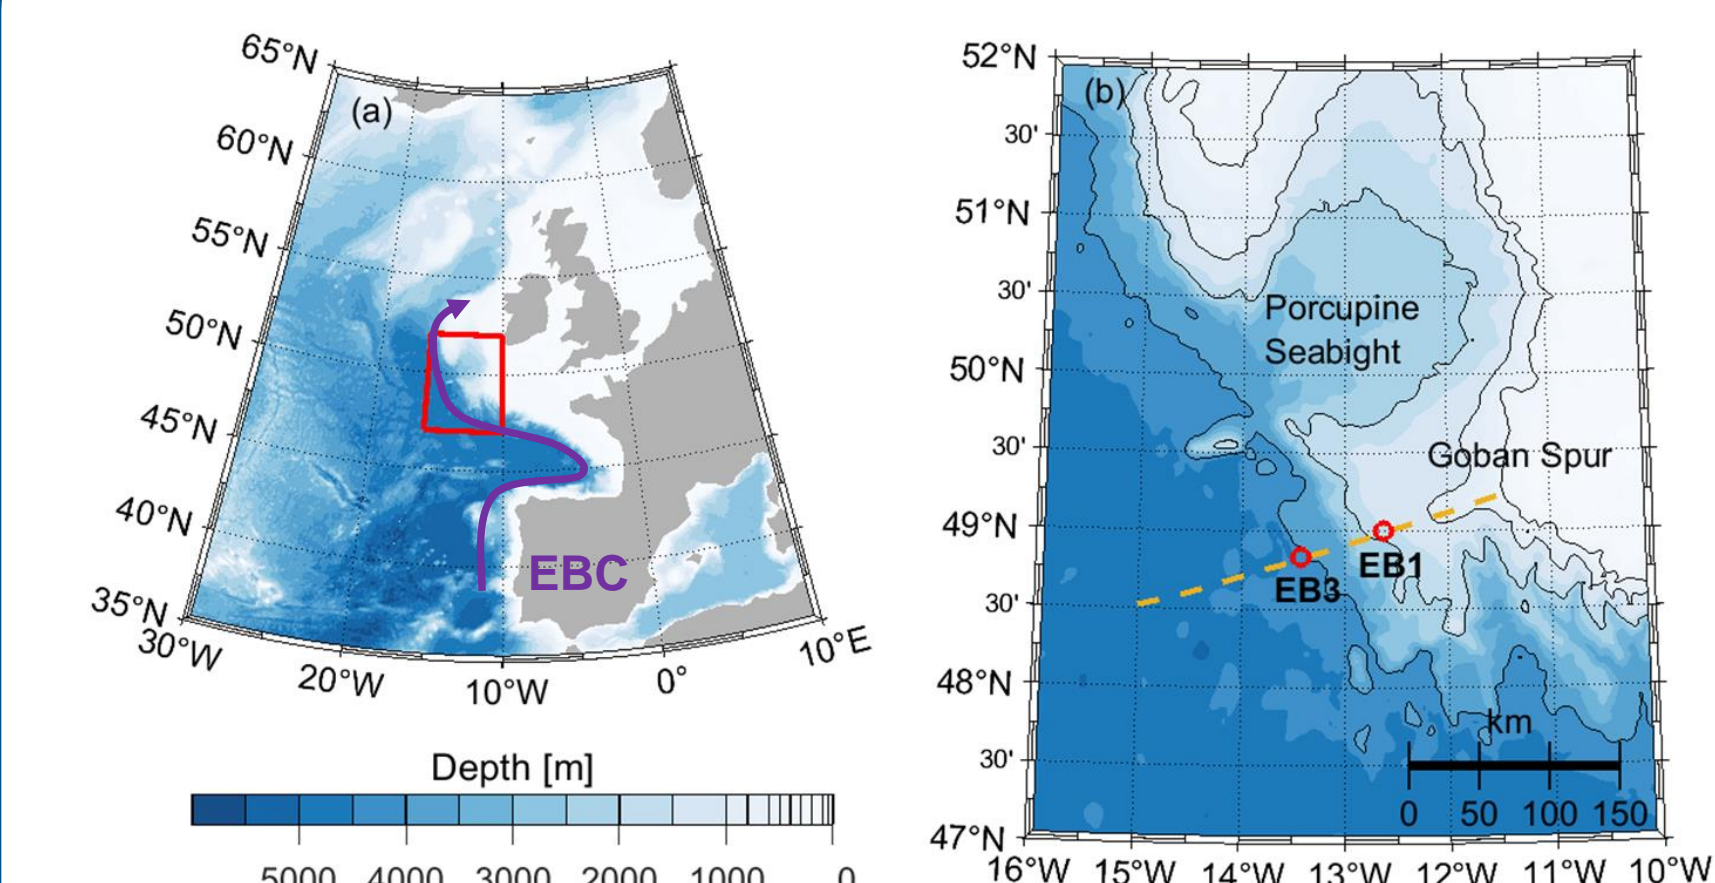 65°N
(a)
60°N
55°N
50°N
45°N
40°N
35°N
30°W
20°W
10°W
0°
10°E
EBC
Depth [m]
5000 4000 3000 2000 1000 0
52°N
(b)
30'
51°N
30'
Porcupine
Seabight
50°N
30'
Goban Spur
49°N
EB1
EB3
30'
48°N
km
30'
0 50 100 150
47°N
16°W 15°W 14°W 13°W 12°W 11°W 10°W